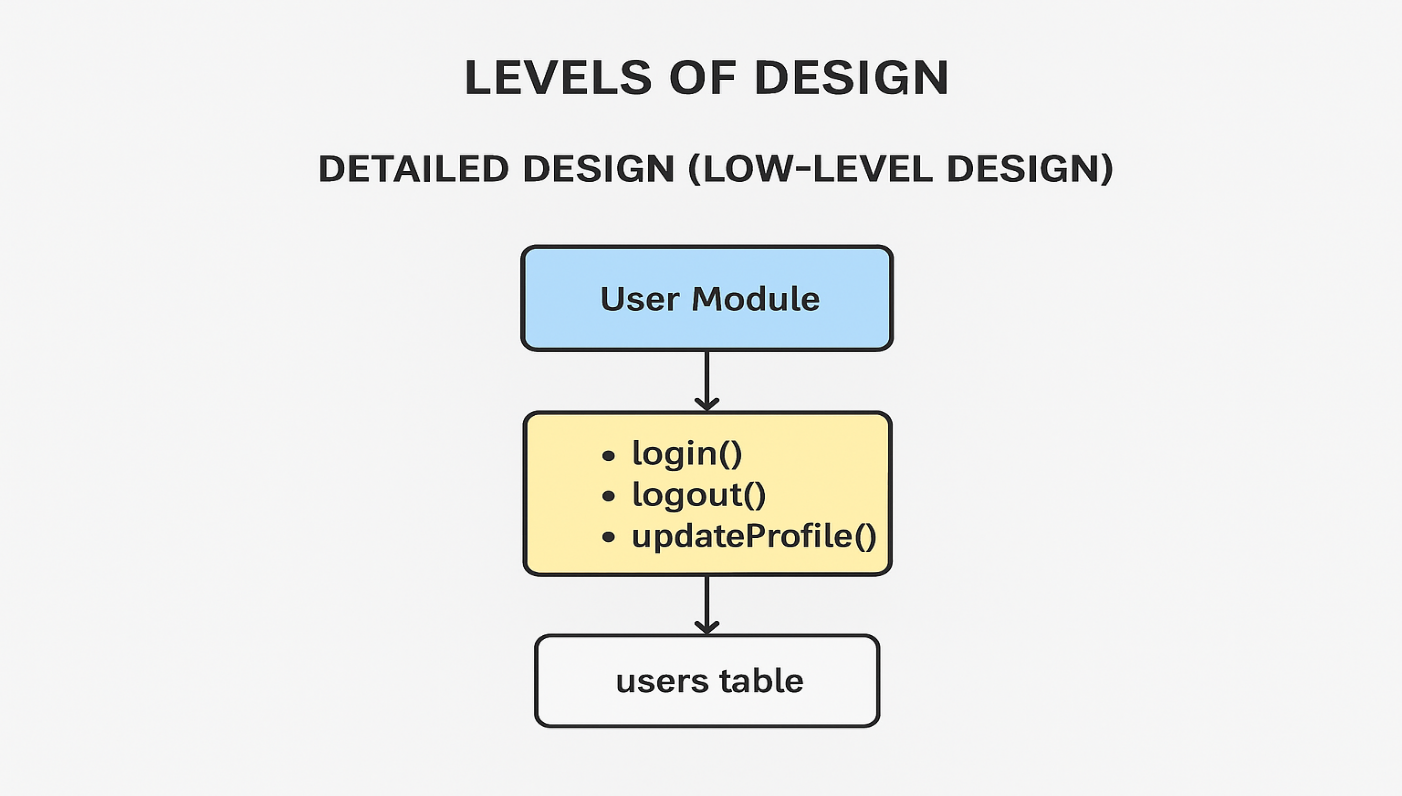 LEVELS OF DESIGN
DETAILED DESIGN (LOW-LEVEL DESIGN)
User Module
• login()
• logout()
• updateProfile()
users table